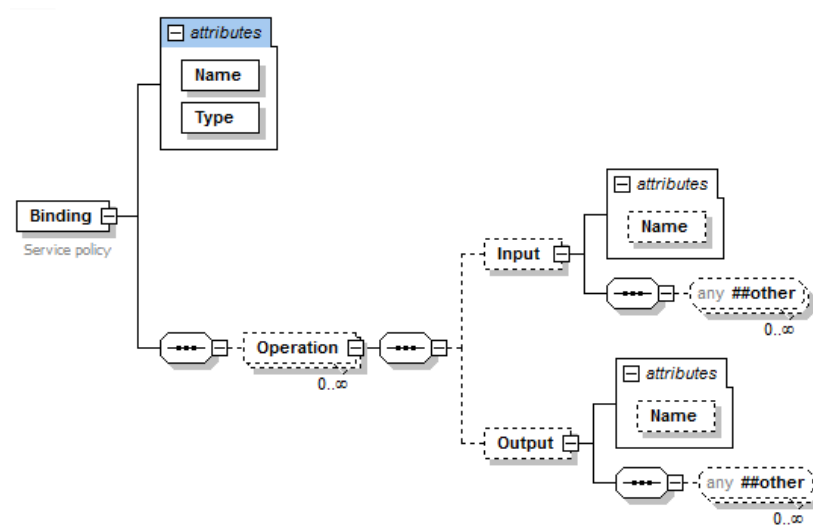 attributes
Name
Type
Binding
Service policy
Operation
0..∞
Input
attributes
Name
any ##other
0..∞
Output
attributes
Name
any ##other
0..∞